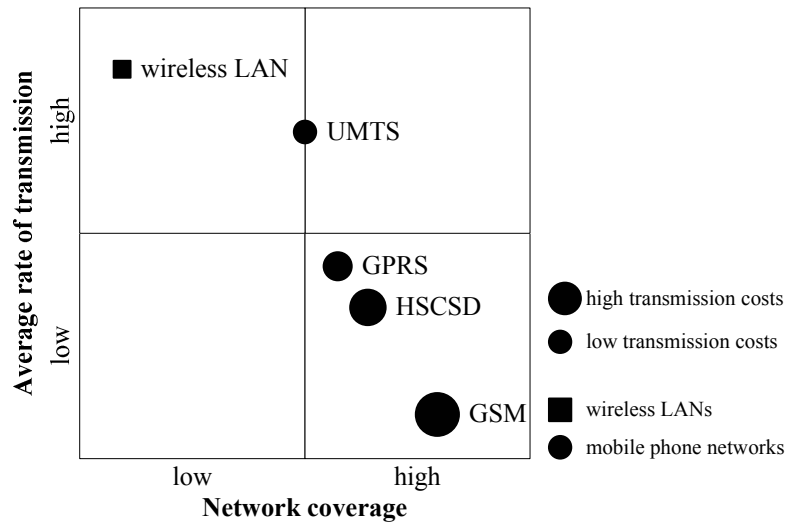 wireless LAN
UMTS
GPRS
HSCSD
GSM
Average rate of transmission
high
low
low
high
Network coverage
high transmission costs
low transmission costs
wireless LANs
mobile phone networks